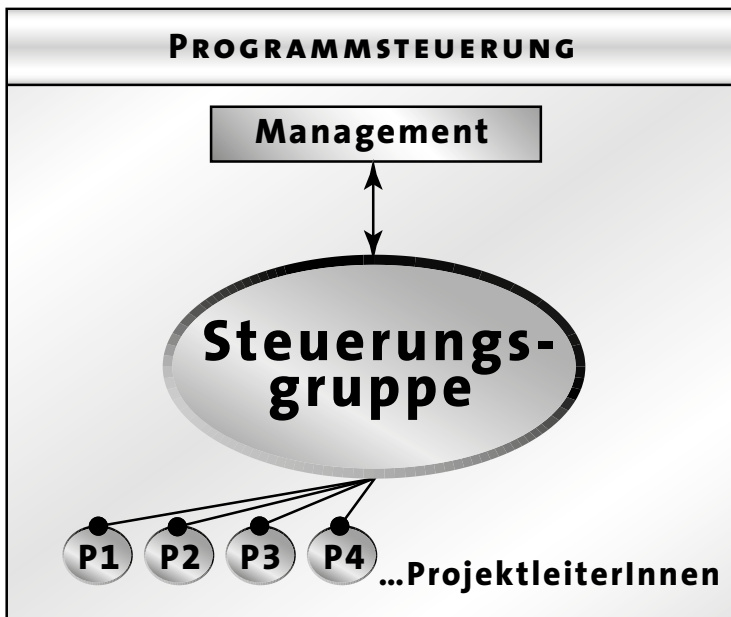 PROGRAMMSTEUERUNG
Management
Steuerungs-
gruppe
P1 P2 P3 P4 ...ProjektleiterInnen